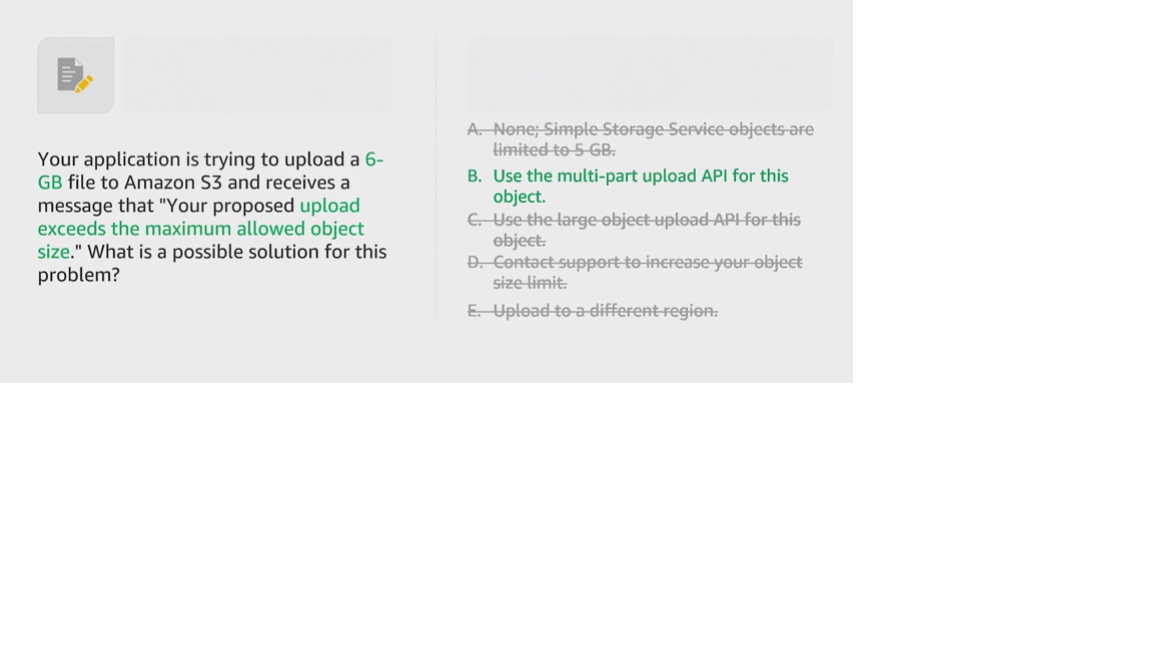 Your application is trying to upload a 6-
GB file to Amazon S3 and receives a
message that "Your proposed upload
exceeds the maximum allowed object
size." What is a possible solution for this
problem?
A. None; Simple Storage Service objects are
limited to 5 GB.
B. Use the multi-part upload API for this
object.
C. Use the large object upload API for this
object.
D. Contact support to increase your object
size limit.
E. Upload to a different region.